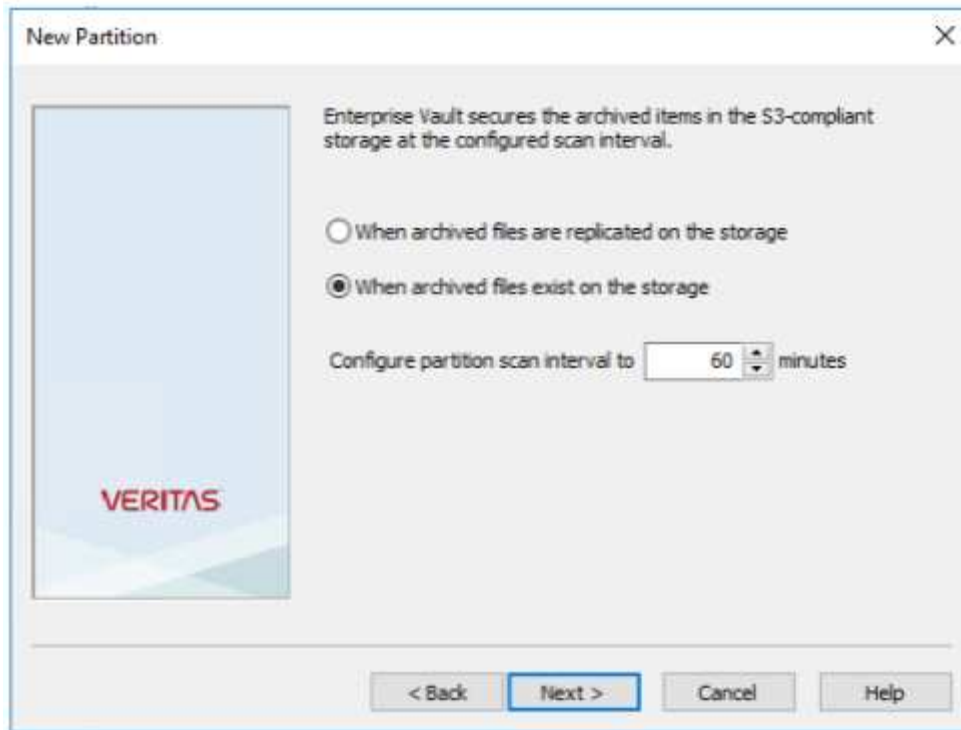 New Partition
Enterprise Vault secures the archived items in the S3-compliant
storage at the configured scan interval.
When archived files are replicated on the storage
When archived files exist on the storage
Configure partition scan interval to 60 minutes
VERITAS
< Back Next > Cancel Help